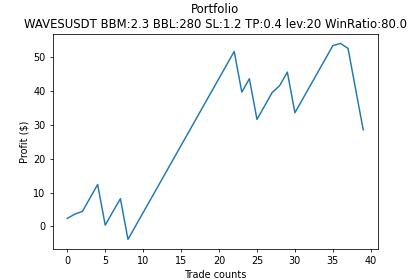 Portfolio
WAVESUSDT BBM:2.3 BBL:280 SL:1.2 TP:0.4 lev:20 WinRatio:80.0
50
40
30
20
10
0
Profit ($)
0 5 10 15 20 25 30 35 40
Trade counts